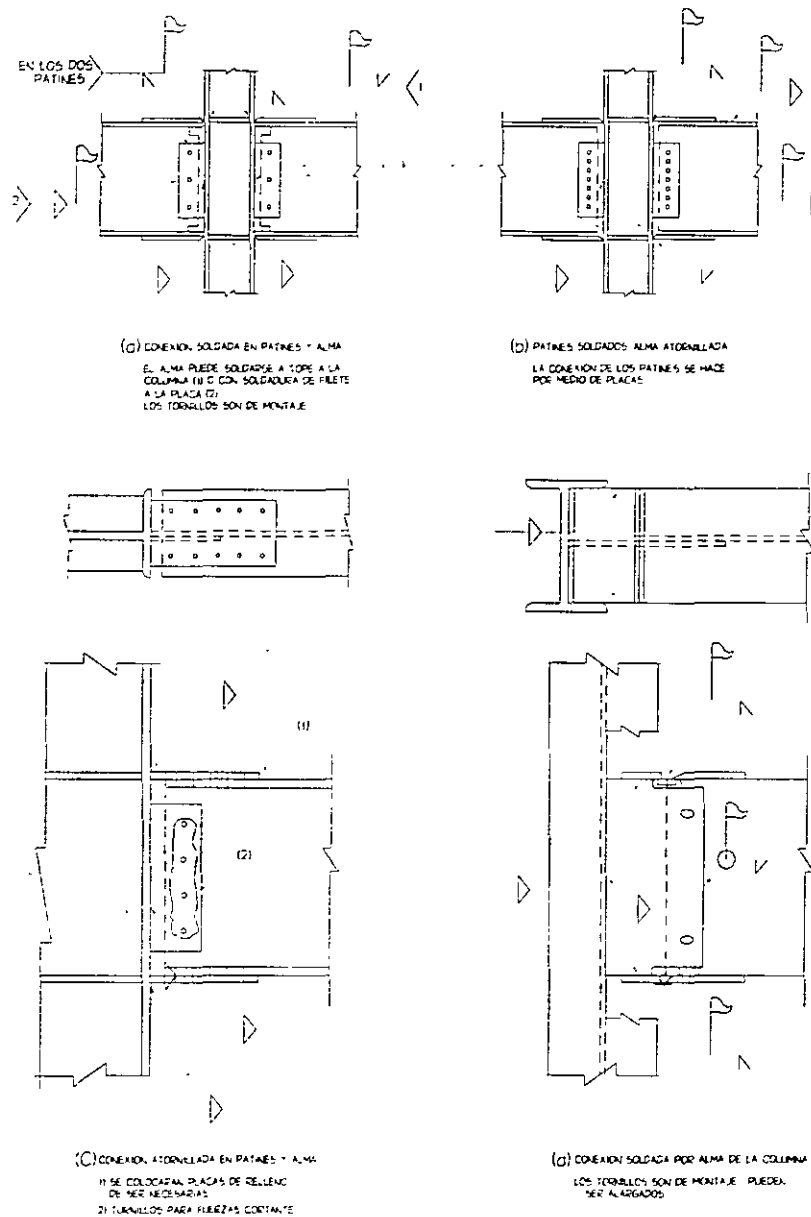 EN LOS DOS
PATINES
1
2
(a) CONEXION SOLDADA EN PATINES Y ALMA
EL ALMA PUEDE SOLDARSE A TOPE A LA
COLUMNA (1) O CON SOLDADURA DE FILETE
A LA PLACA (2)
LOS TORNILLOS SON DE MONTAJE
(b) PATINES SOLDADOS ALMA ATORNILLADA
LA CONEXION DE LOS PATINES SE HACE
POR MEDIO DE PLACAS
(1)
(2)
(C) CONEXION ATORNILLADA EN PATINES Y ALMA
1) SE COLOCARAN PLACAS DE RELLENO
DE SER NECESARIAS
2) TORNILLOS PARA FUERZAS CORTANTE
(d) CONEXION SOLDADA POR ALMA DE LA COLUMNA
LOS TORNILLOS SON DE MONTAJE PUEDEN
SER ALARGADOS